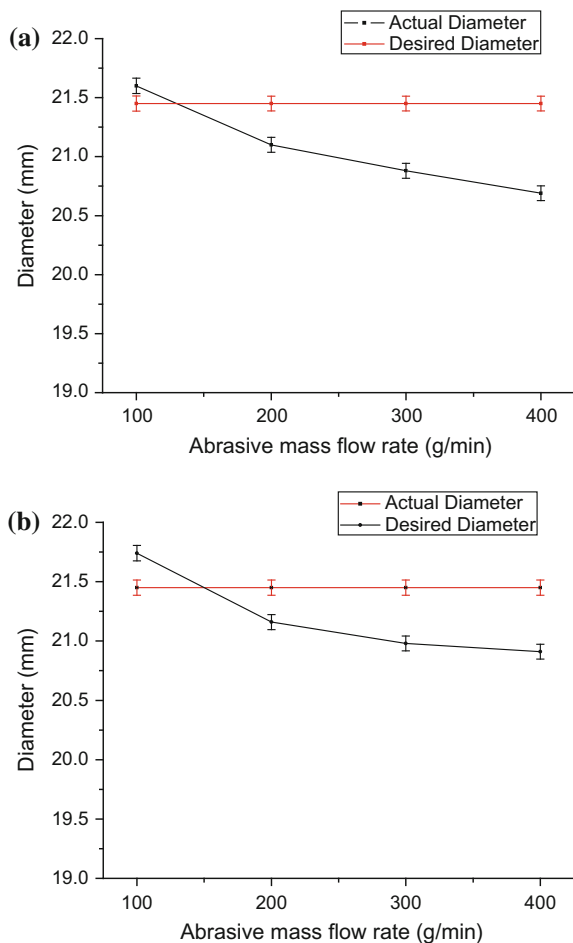 (a)
Actual Diameter
Desired Diameter
22.0
21.5
21.0
20.5
20.0
19.5
19.0
Diameter (mm)
100 200 300 400
Abrasive mass flow rate (g/min)
(b)
Actual Diameter
Desired Diameter
22.0
21.5
21.0
20.5
20.0
19.5
19.0
Diameter (mm)
100 200 300 400
Abrasive mass flow rate (g/min)